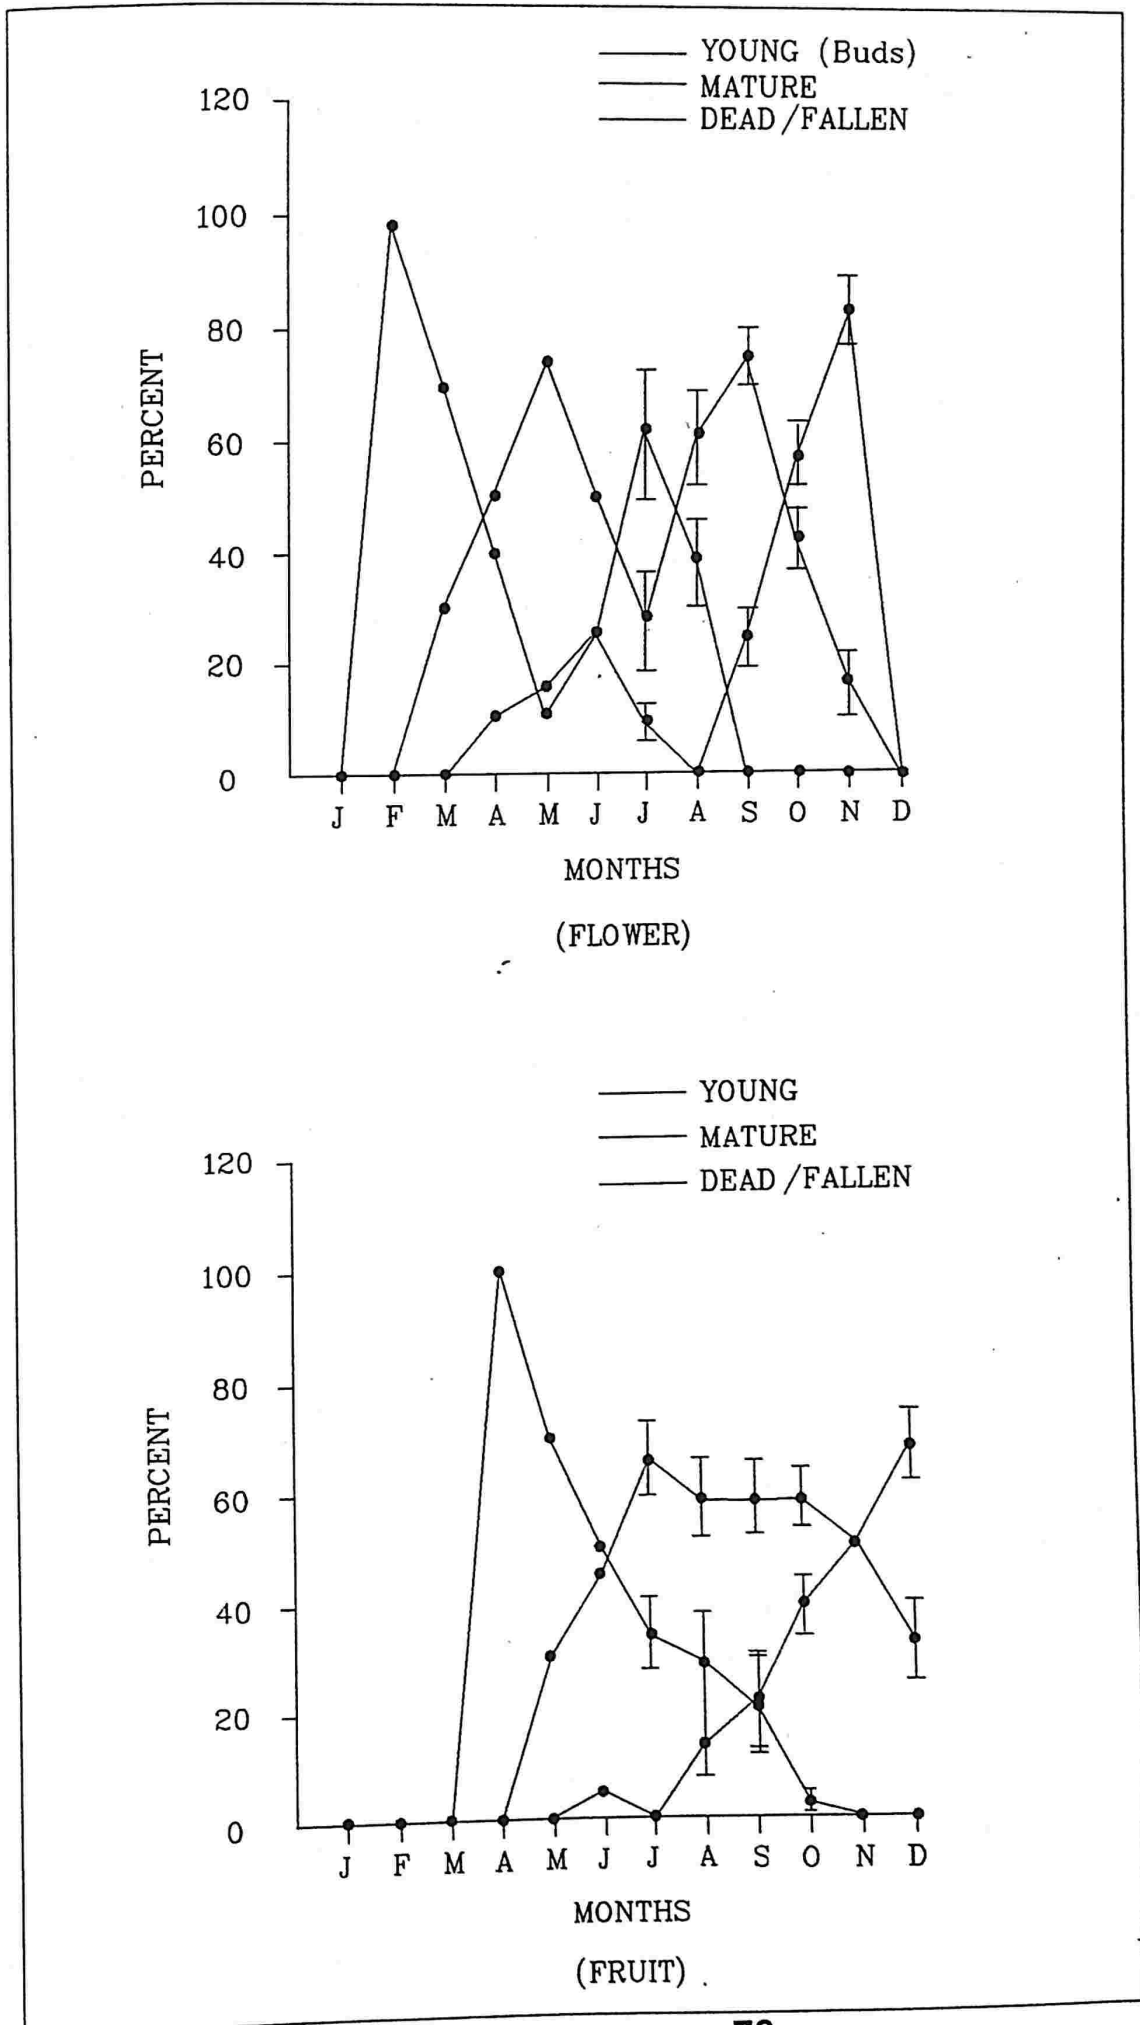 YOUNG (Buds)
MATURE
DEAD/FALLEN
120
100
80
60
40
20
0
PERCENT
J F M A M J J A S O N D
MONTHS
(FLOWER)
YOUNG
MATURE
DEAD/FALLEN
120
100
80
60
40
20
0
PERCENT
J F M A M J J A S O N D
MONTHS
(FRUIT)